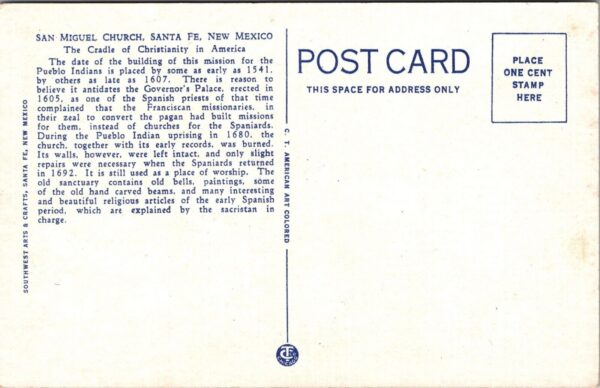 SAN MIGUEL CHURCH, SANTA FE, NEW MEXICO
The Cradle of Christianity in America
The date of the building of this mission for the
Pueblo Indians is placed by some as early as 1541,
by others as late as 1607. There is reason to
believe it antidates the Governor's Palace, erected in
1605, as one of the Spanish priests of that time
complained that the Franciscan missionaries, in
their zeal to convert the pagan had built missions
for them, instead of churches for the Spaniards.
During the Pueblo Indian uprising in 1680, the
church, together with its early records, was burned.
Its walls, however, were left intact, and only slight
repairs were necessary when the Spaniards returned
in 1692. It is still used as a place of worship. The
old sanctuary contains old bells, paintings, some
of the old hand carved beams, and many interesting
and beautiful religious articles of the early Spanish
period, which are explained by the sacristan in
charge.
SOUTHWEST ARTS & CRAFTS, SANTA FE, NEW MEXICO
C. T. AMERICAN ART COLORED
POST CARD
THIS SPACE FOR ADDRESS ONLY
PLACE
ONE CENT
STAMP
HERE